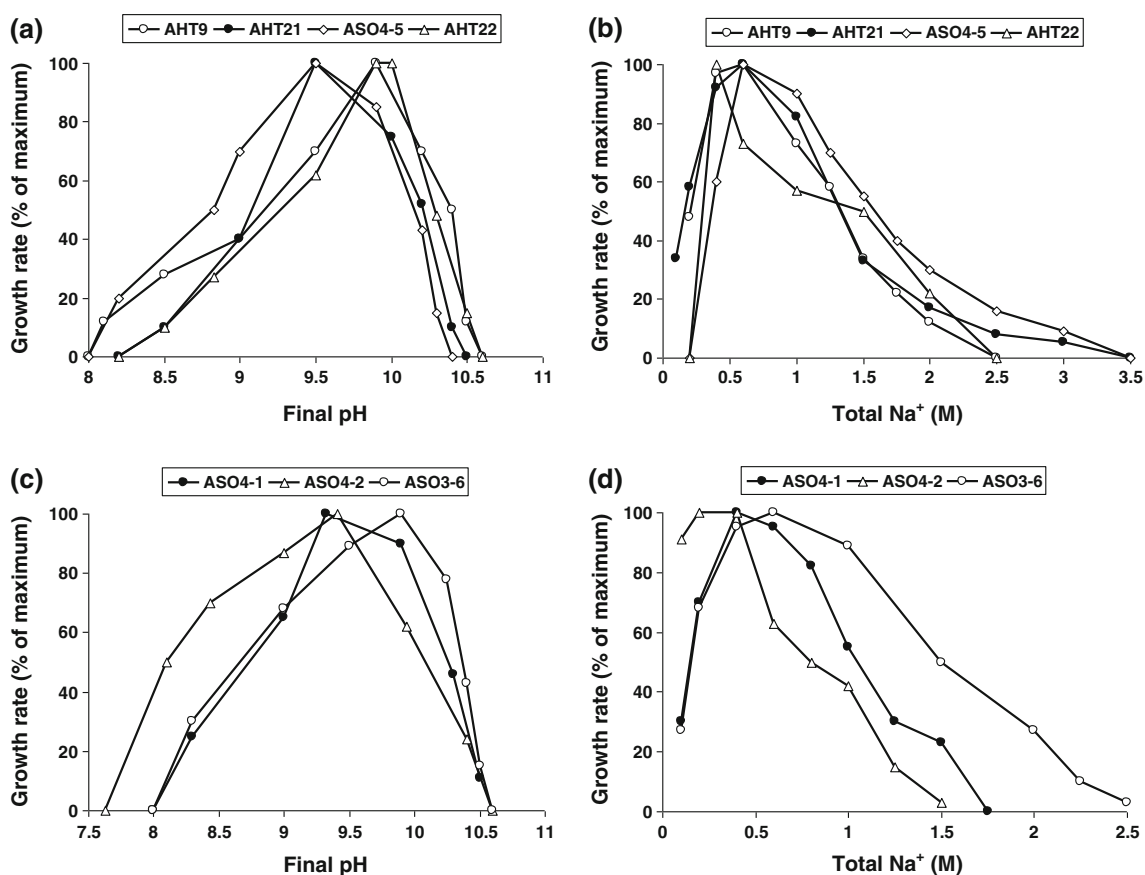 (a)
AHT9 AHT21 ASO4-5 AHT22
Growth rate (% of maximum)
100
80
60
40
20
0
8 8.5 9 9.5 10 10.5 11
Final pH
(b)
AHT9 AHT21 ASO4-5 AHT22
Growth rate (% of maximum)
100
80
60
40
20
0
0 0.5 1 1.5 2 2.5 3 3.5
Total Na⁺ (M)
(c)
ASO4-1 ASO4-2 ASO3-6
Growth rate (% of maximum)
100
80
60
40
20
0
7.5 8 8.5 9 9.5 10 10.5 11
Final pH
(d)
ASO4-1 ASO4-2 ASO3-6
Growth rate (% of maximum)
100
80
60
40
20
0
0 0.5 1 1.5 2 2.5
Total Na⁺ (M)